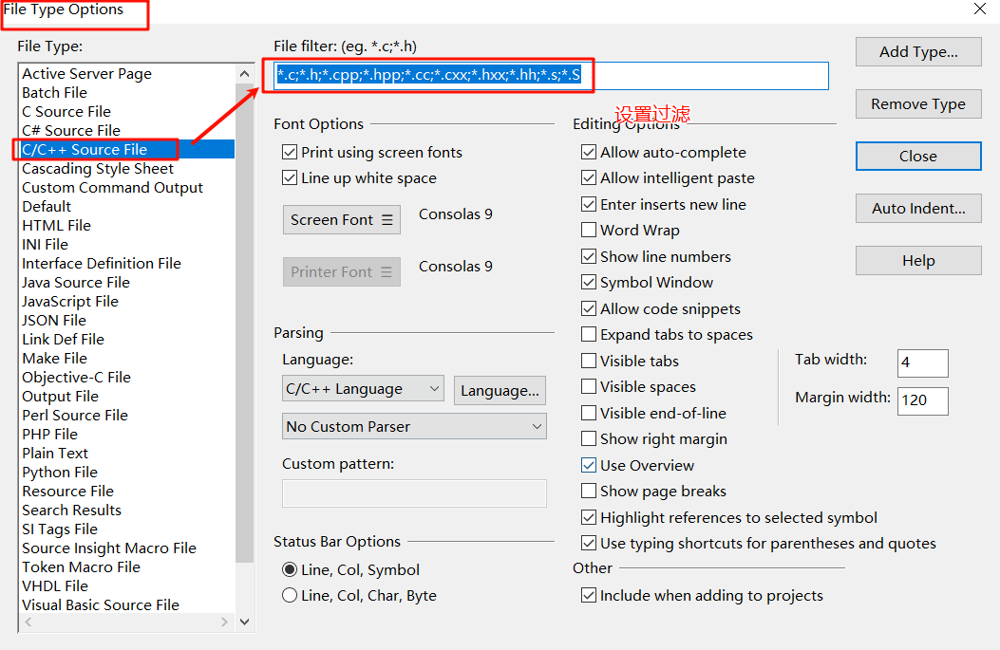 File Type Options
File Type:
Active Server Page
Batch File
C Source File
C# Source File
C/C++ Source File
Cascading Style Sheet
Custom Command Output
Default
HTML File
INI File
Interface Definition File
Java Source File
JavaScript File
JSON File
Link Def File
Make File
Objective-C File
Output File
Perl Source File
PHP File
Plain Text
Python File
Resource File
Search Results
SI Tags File
Source Insight Macro File
Token Macro File
VHDL File
Visual Basic Source File
File filter: (eg. *.c;*.h)
*.c;*.h;*.cpp;*.hpp;*.cc;*.cxx;*.hxx;*.hh;*.s;*.S
设置过滤
Font Options
Print using screen fonts
Line up white space
Screen Font
Consolas 9
Printer Font
Consolas 9
Parsing
Language:
C/C++ Language
Language...
No Custom Parser
Custom pattern:
Status Bar Options
Line, Col, Symbol
Line, Col, Char, Byte
Editing Options
Allow auto-complete
Allow intelligent paste
Enter inserts new line
Word Wrap
Show line numbers
Symbol Window
Allow code snippets
Expand tabs to spaces
Visible tabs
Visible spaces
Visible end-of-line
Show right margin
Use Overview
Show page breaks
Highlight references to selected symbol
Use typing shortcuts for parentheses and quotes
Tab width:
4
Margin width:
120
Other
Include when adding to projects
Add Type...
Remove Type
Close
Auto Indent...
Help